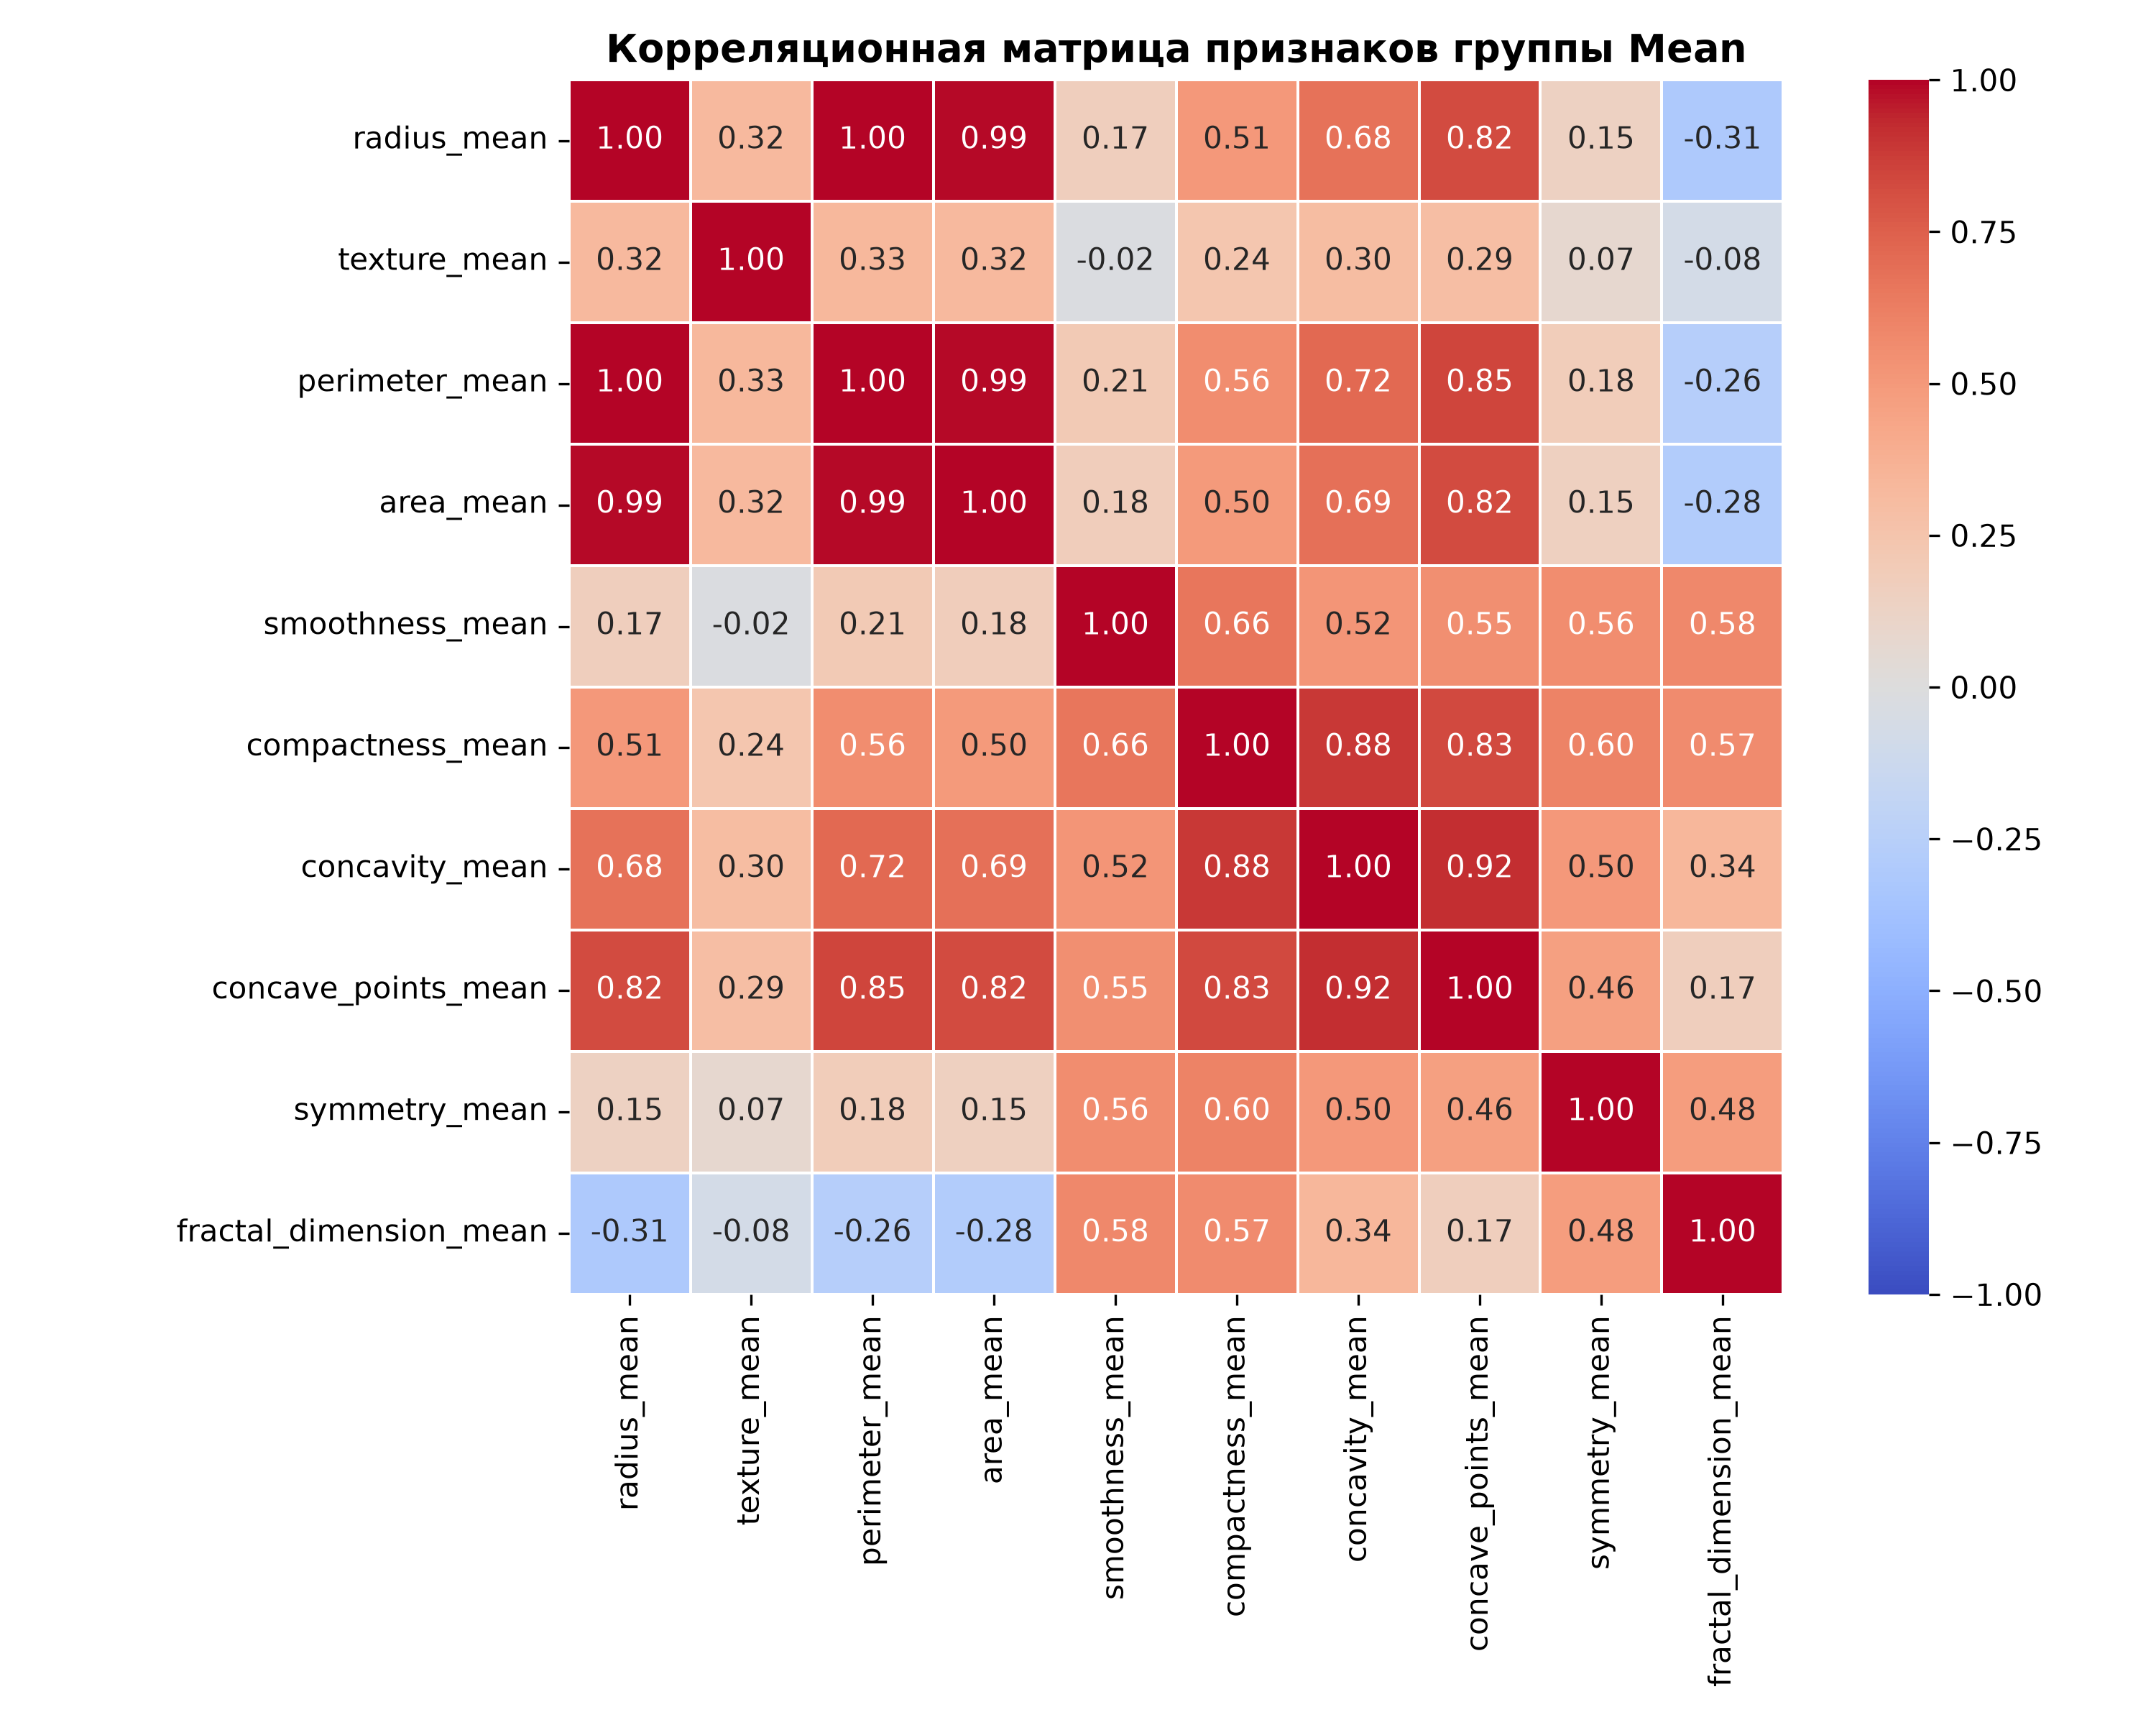 Корреляционная матрица признаков группы Mean
radius_mean 1.00 0.32 1.00 0.99 0.17 0.51 0.68 0.82 0.15 -0.31
texture_mean 0.32 1.00 0.33 0.32 -0.02 0.24 0.30 0.29 0.07 -0.08
perimeter_mean 1.00 0.33 1.00 0.99 0.21 0.56 0.72 0.85 0.18 -0.26
area_mean 0.99 0.32 0.99 1.00 0.18 0.50 0.69 0.82 0.15 -0.28
smoothness_mean 0.17 -0.02 0.21 0.18 1.00 0.66 0.52 0.55 0.56 0.58
compactness_mean 0.51 0.24 0.56 0.50 0.66 1.00 0.88 0.83 0.60 0.57
concavity_mean 0.68 0.30 0.72 0.69 0.52 0.88 1.00 0.92 0.50 0.34
concave_points_mean 0.82 0.29 0.85 0.82 0.55 0.83 0.92 1.00 0.46 0.17
symmetry_mean 0.15 0.07 0.18 0.15 0.56 0.60 0.50 0.46 1.00 0.48
fractal_dimension_mean -0.31 -0.08 -0.26 -0.28 0.58 0.57 0.34 0.17 0.48 1.00
radius_mean
texture_mean
perimeter_mean
area_mean
smoothness_mean
compactness_mean
concavity_mean
concave_points_mean
symmetry_mean
fractal_dimension_mean
1.00
0.75
0.50
0.25
0.00
−0.25
−0.50
−0.75
−1.00